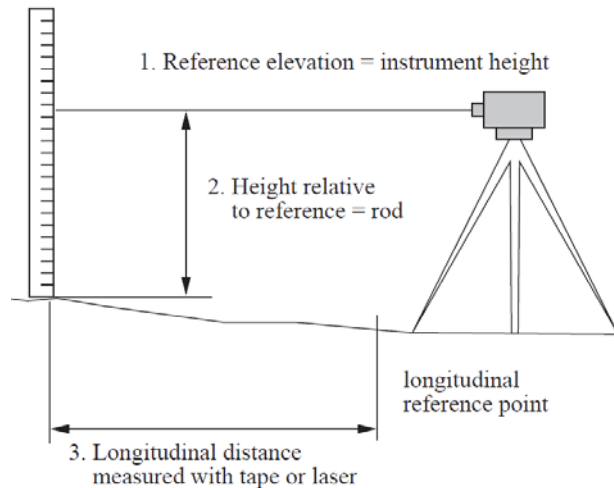 1. Reference elevation = instrument height
2. Height relative
to reference = rod
longitudinal
reference point
3. Longitudinal distance
measured with tape or laser